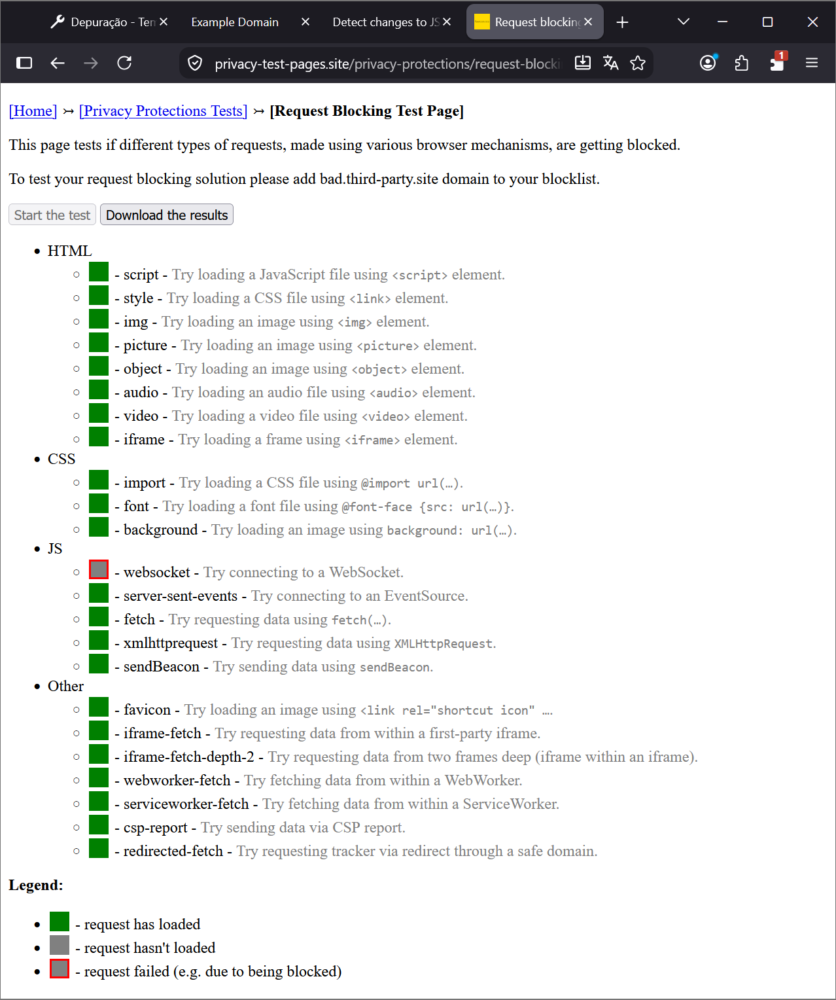 Depuração - Tem
Example Domain
Detect changes to JS
Request blocking
privacy-test-pages.site/privacy-protections/request-blocki
1
[Home] ↣ [Privacy Protections Tests] ↣ [Request Blocking Test Page]
This page tests if different types of requests, made using various browser mechanisms, are getting blocked.
To test your request blocking solution please add bad.third-party.site domain to your blocklist.
Start the test Download the results
• HTML
○ - script - Try loading a JavaScript file using <script> element.
○ - style - Try loading a CSS file using <link> element.
○ - img - Try loading an image using <img> element.
○ - picture - Try loading an image using <picture> element.
○ - object - Try loading an image using <object> element.
○ - audio - Try loading an audio file using <audio> element.
○ - video - Try loading a video file using <video> element.
○ - iframe - Try loading a frame using <iframe> element.
• CSS
○ - import - Try loading a CSS file using @import url(…).
○ - font - Try loading a font file using @font-face {src: url(…)}.
○ - background - Try loading an image using background: url(…).
• JS
○ - websocket - Try connecting to a WebSocket.
○ - server-sent-events - Try connecting to an EventSource.
○ - fetch - Try requesting data using fetch(…).
○ - xmlhttprequest - Try requesting data using XMLHttpRequest.
○ - sendBeacon - Try sending data using sendBeacon.
• Other
○ - favicon - Try loading an image using <link rel="shortcut icon" ….
○ - iframe-fetch - Try requesting data from within a first-party iframe.
○ - iframe-fetch-depth-2 - Try requesting data from two frames deep (iframe within an iframe).
○ - webworker-fetch - Try fetching data from within a WebWorker.
○ - serviceworker-fetch - Try fetching data from within a ServiceWorker.
○ - csp-report - Try sending data via CSP report.
○ - redirected-fetch - Try requesting tracker via redirect through a safe domain.
Legend:
• - request has loaded
• - request hasn't loaded
• - request failed (e.g. due to being blocked)